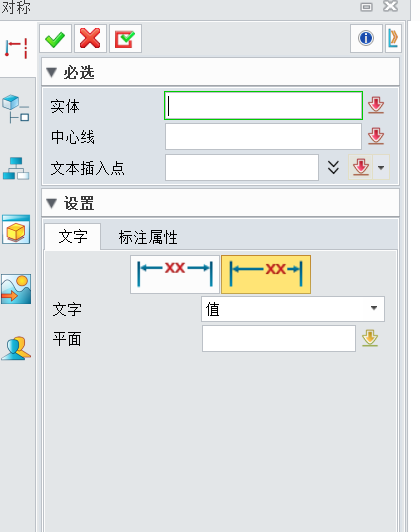 对称
必选
实体
中心线
文本插入点
设置
文字 标注属性
XX XX
文字 值
平面